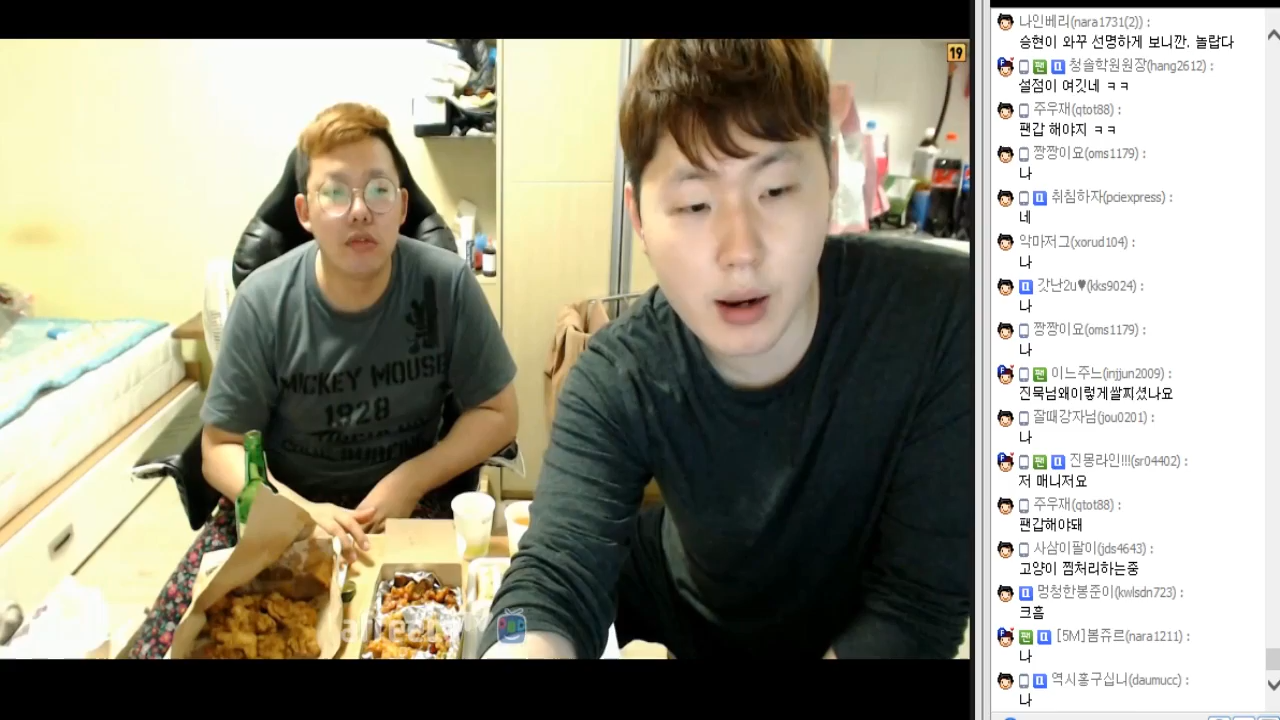 19
MICKEY MOUSE
1928
afreeca
나인베리(nara1731(2)) :
승현이 와꾸 선명하게 보니깐, 놀랍다
팬 청솔학원원장(hang2612) :
설점이 여깃네 ㅋㅋ
주우재(qtot88) :
팬갑 해야지 ㅋㅋ
짱짱이요(oms1179) :
나
취침하자(pciexpress) :
네
악마저그(xorud104) :
나
갓난2u♥(kks9024) :
나
짱짱이요(oms1179) :
나
팬 이느주느(injjun2009) :
진묵님왜이렇게쌀찌셨나요
잘때강자님(jou0201) :
나
팬 진몽라인!!!(sr04402) :
저 매니저요
주우재(qtot88) :
팬갑해야돼
사삼이팔이(jds4643) :
고양이 찜처리하는중
멍청한봉준이(kwlsdn723) :
크흠
팬 [5M]봄쥬르(nara1211) :
나
역시홍구십니(daumucc) :
나